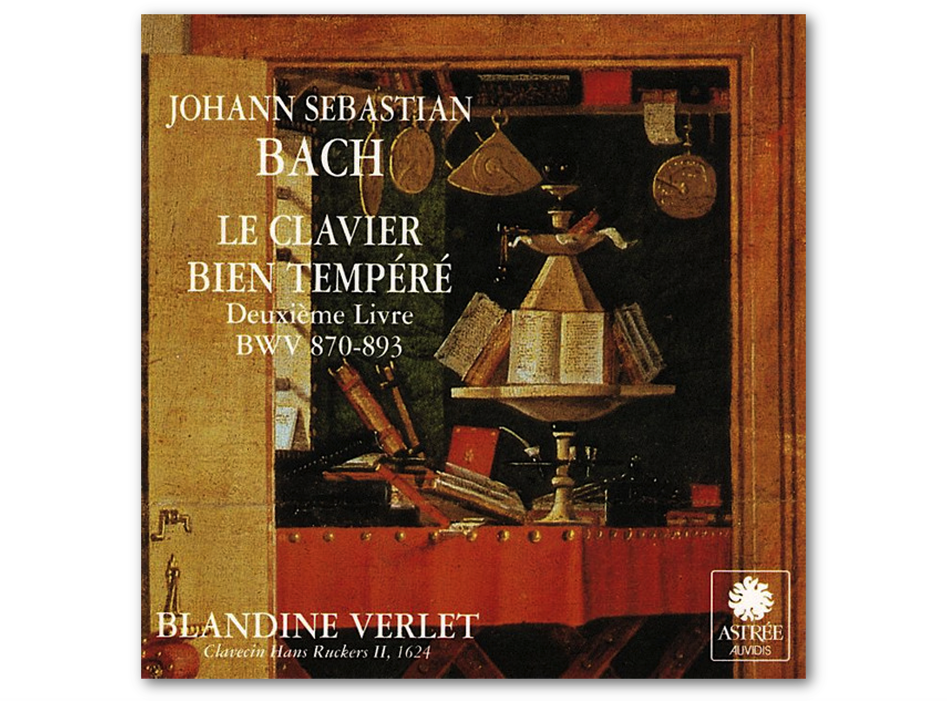 JOHANN SEBASTIAN
BACH
LE CLAVIER
BIEN TEMPÉRÉ
Deuxième Livre
BWV 870-893
BLANDINE VERLET
Clavecin Hans Ruckers II, 1624
ASTRÉE
AUVIDIS